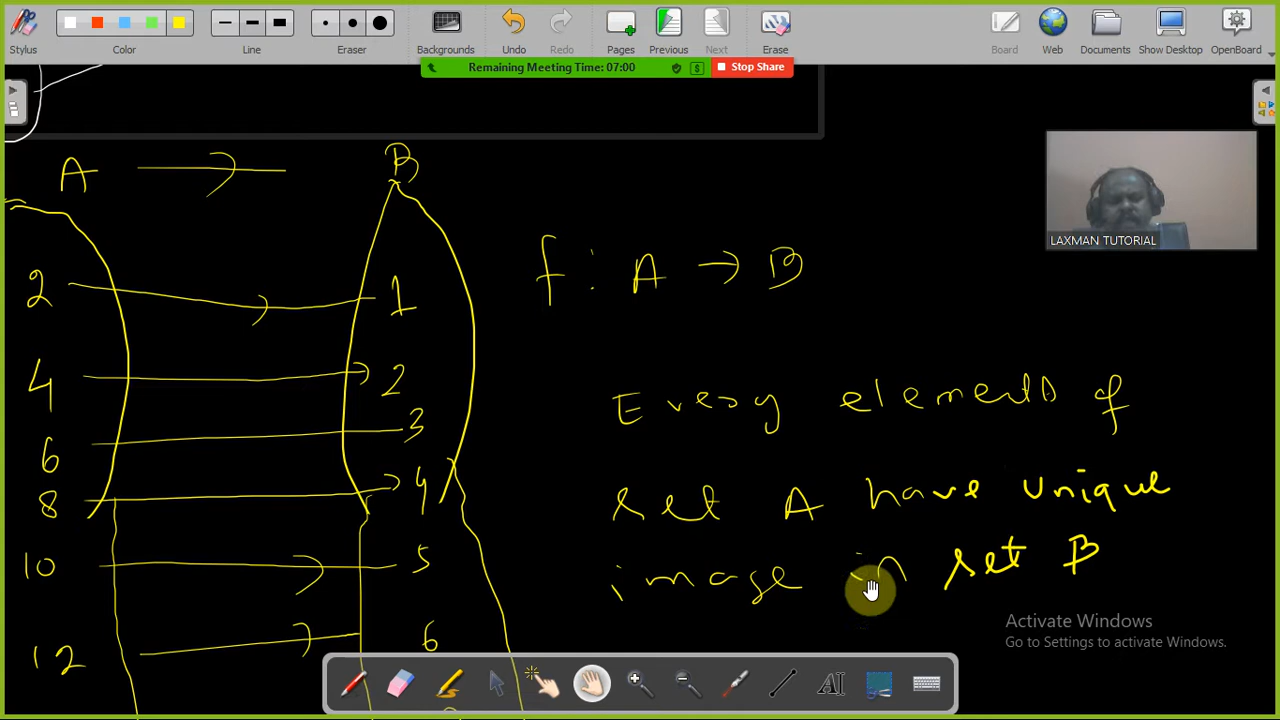 Stylus
Color
Line
Eraser
Backgrounds
Undo
Redo
Pages
Previous
Next
Erase
Board
Web
Documents
Show Desktop
OpenBoard
Remaining Meeting Time: 07:00
Stop Share
LAXMAN TUTORIAL
A → B
2 1
4 2
6 3
8 4
10 5
12 6
f : A → B
Every elements of
set A have unique
image in set B
Activate Windows
Go to Settings to activate Windows.
AI